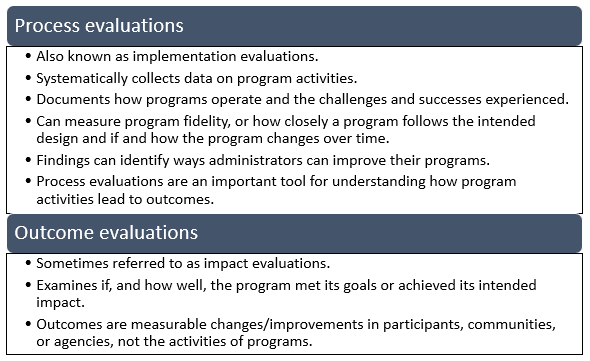 Process evaluations
• Also known as implementation evaluations.
• Systematically collects data on program activities.
• Documents how programs operate and the challenges and successes experienced.
• Can measure program fidelity, or how closely a program follows the intended
design and if and how the program changes over time.
• Findings can identify ways administrators can improve their programs.
• Process evaluations are an important tool for understanding how program
activities lead to outcomes.
Outcome evaluations
• Sometimes referred to as impact evaluations.
• Examines if, and how well, the program met its goals or achieved its intended
impact.
• Outcomes are measurable changes/improvements in participants, communities,
or agencies, not the activities of programs.